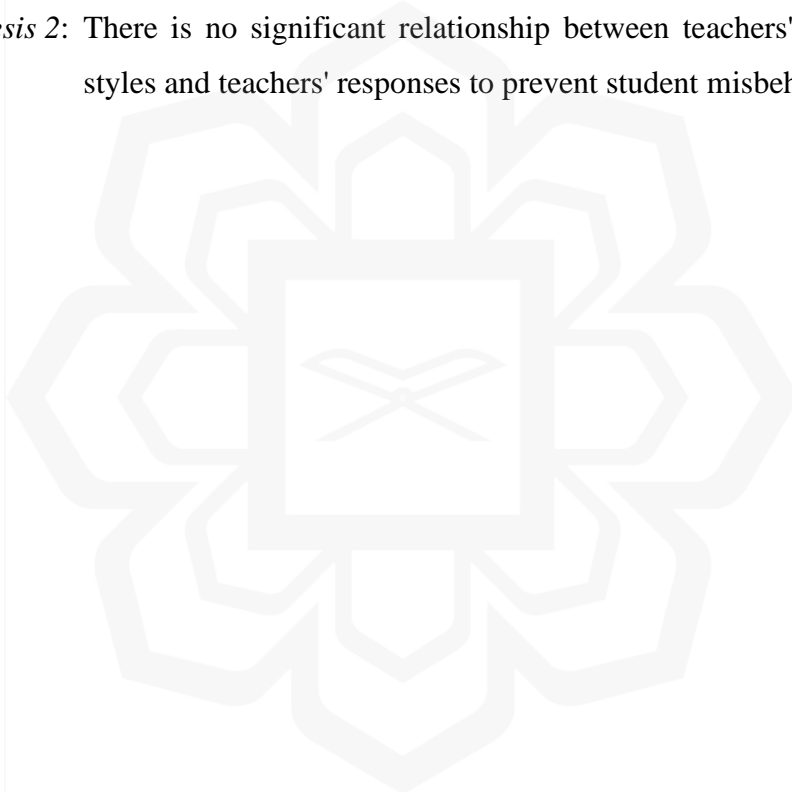 esis 2: There is no significant relationship between teachers'
styles and teachers' responses to prevent student misbeh